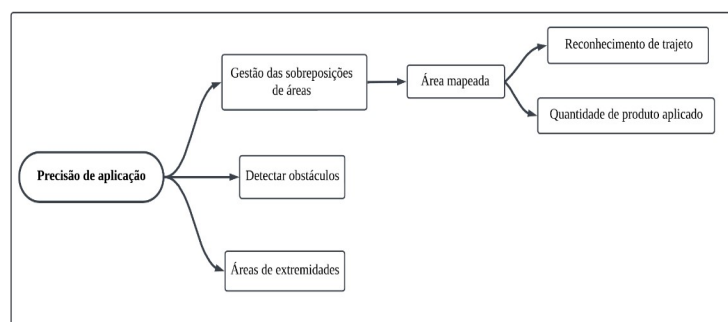 Reconhecimento de trajeto
Gestão das sobreposições
de áreas
Área mapeada
Quantidade de produto aplicado
Precisão de aplicação
Detectar obstáculos
Áreas de extremidades